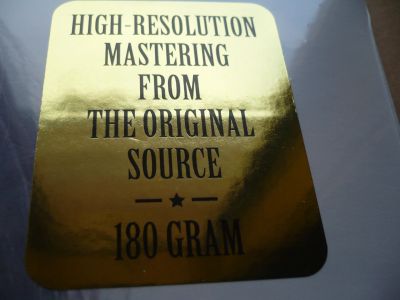 HIGH-RESOLUTION
MASTERING
FROM
THE ORIGINAL
SOURCE
180 GRAM